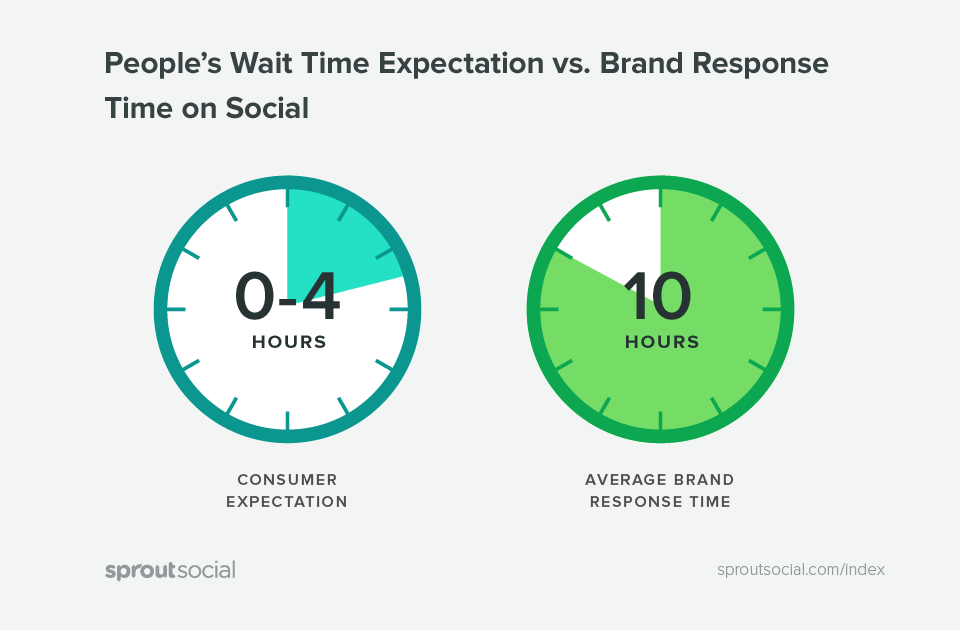 People’s Wait Time Expectation vs. Brand Response
Time on Social
0-4
HOURS
10
HOURS
CONSUMER
EXPECTATION
AVERAGE BRAND
RESPONSE TIME
sproutsocial
sproutsocial.com/index